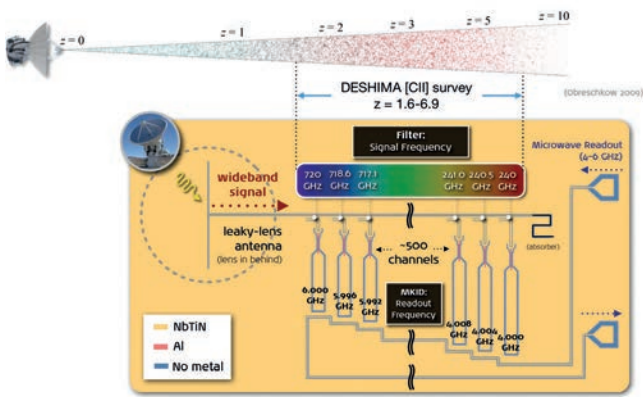 z = 0
z = 1
z = 2
z = 3
z = 5
z = 10
DESHIMA [CII] survey
z = 1.6-6.9
(Obreschkow 2009)
Filter:
Signal Frequency
Microwave Readout
(4-6 GHz)
wideband
signal
720
GHz
718.6
GHz
717.1
GHz
241.0
GHz
240.5
GHz
240
GHz
leaky-lens
antenna
(lens in behind)
~500
channels
(absorber)
6.000
GHz
5.996
GHz
5.992
GHz
MKID:
Readout
Frequency
4.008
GHz
4.004
GHz
4.000
GHz
NbTiN
Al
No metal